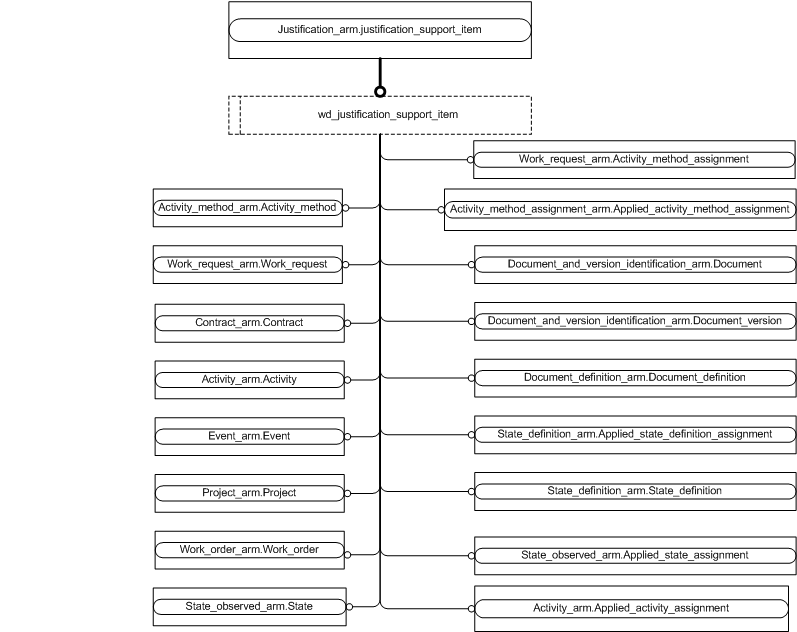 Justification_arm.justification_support_item
wd_justification_support_item
Work_request_arm.Activity_method_assignment
Activity_method_arm.Activity_method
Activity_method_assignment_arm.Applied_activity_method_assignment
Work_request_arm.Work_request
Document_and_version_identification_arm.Document
Contract_arm.Contract
Document_and_version_identification_arm.Document_version
Activity_arm.Activity
Document_definition_arm.Document_definition
Event_arm.Event
State_definition_arm.Applied_state_definition_assignment
Project_arm.Project
State_definition_arm.State_definition
Work_order_arm.Work_order
State_observed_arm.Applied_state_assignment
State_observed_arm.State
Activity_arm.Applied_activity_assignment